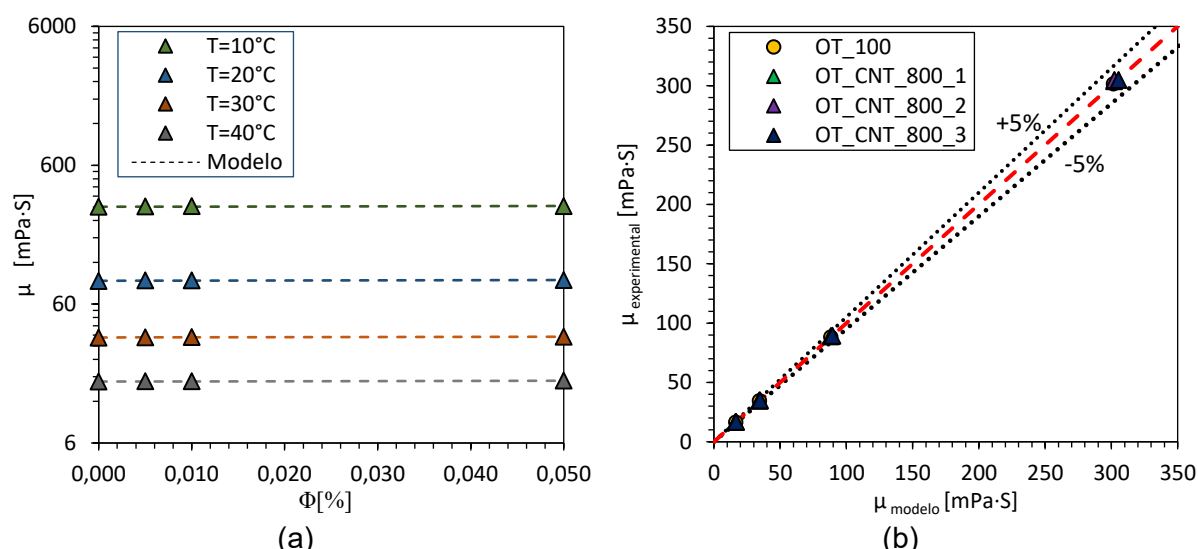 6000
600
60
6
μ [mPa·S]
T=10°C
T=20°C
T=30°C
T=40°C
Modelo
0,000 0,010 0,020 0,030 0,040 0,050
Φ[%]
(a)
350
300
250
200
150
100
50
0
μ experimental [mPa·S]
OT_100
OT_CNT_800_1
OT_CNT_800_2
OT_CNT_800_3
+5%
-5%
0 50 100 150 200 250 300 350
μ modelo [mPa·S]
(b)